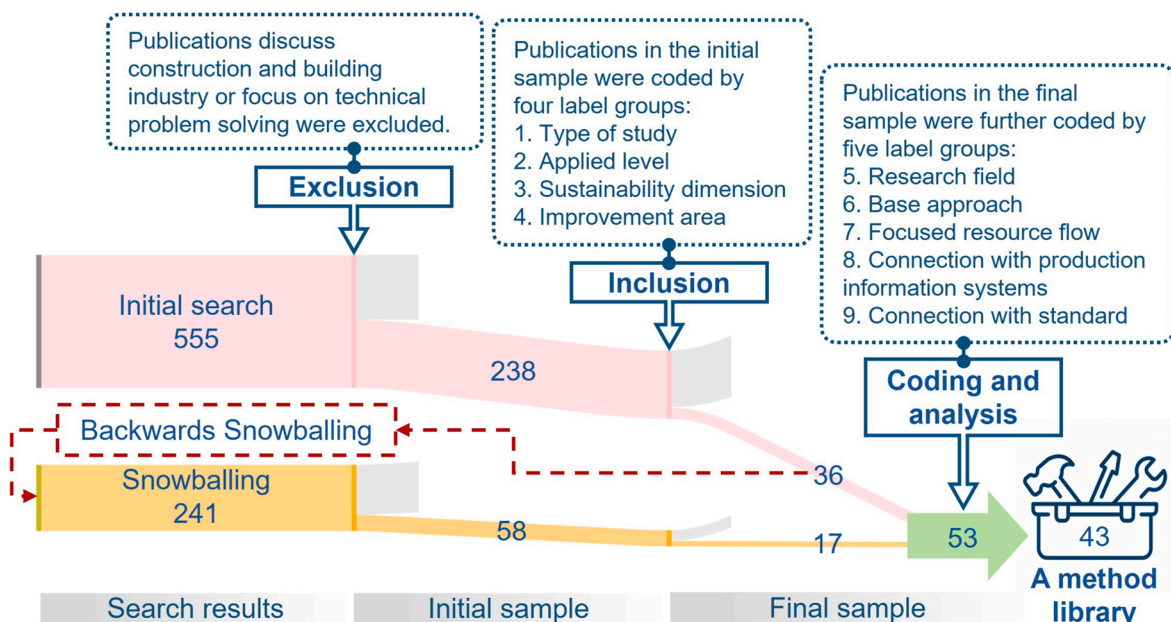 Publications discuss
construction and building
industry or focus on technical
problem solving were excluded.
Exclusion
Publications in the initial
sample were coded by
four label groups:
1. Type of study
2. Applied level
3. Sustainability dimension
4. Improvement area
Inclusion
Publications in the final
sample were further coded by
five label groups:
5. Research field
6. Base approach
7. Focused resource flow
8. Connection with production
information systems
9. Connection with standard
Coding and
analysis
Initial search
555
238
Backwards Snowballing
36
Snowballing
241
58
17
53
43
A method
library
Search results
Initial sample
Final sample